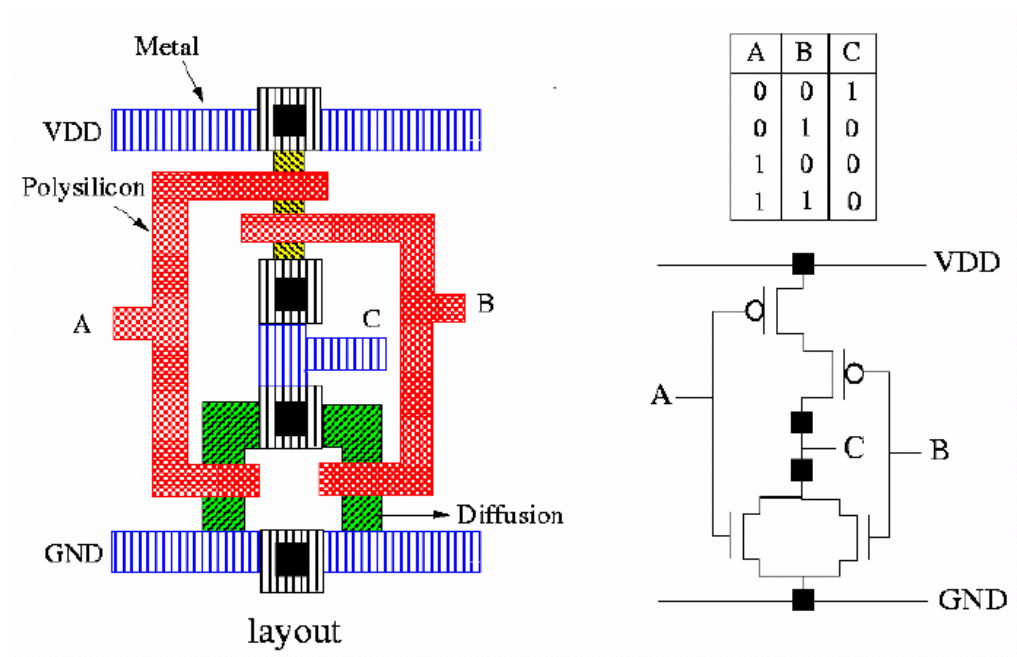 Metal
VDD
Polysilicon
A
B
C
Diffusion
GND
layout
A B C
0 0 1
0 1 0
1 0 0
1 1 0
VDD
A
C
B
GND